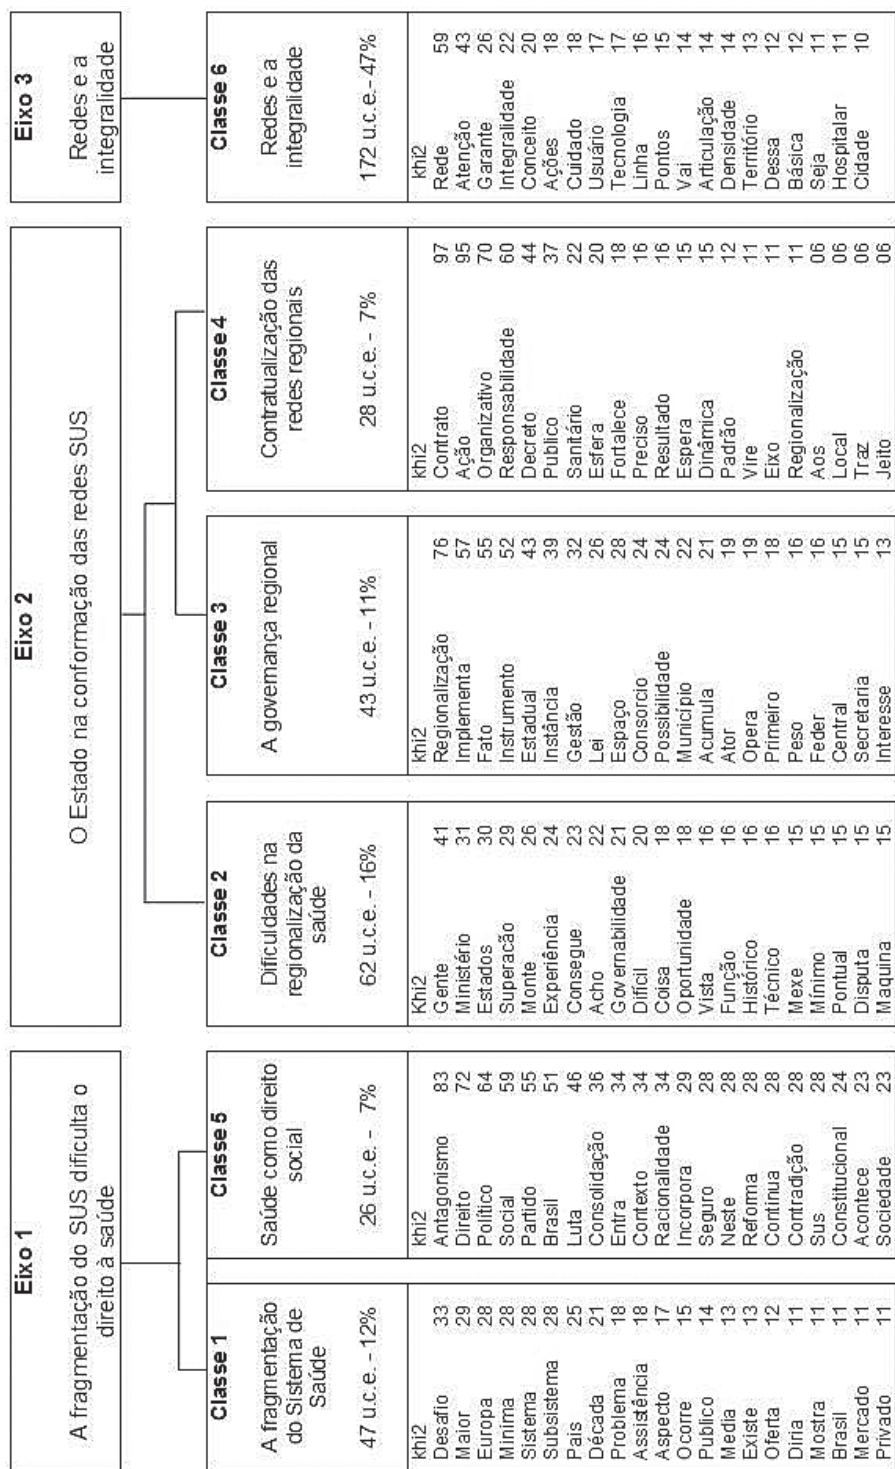 Eixo 1
A fragmentação do SUS dificulta o
direito à saúde
Classe 1
A fragmentação
do Sistema de
Saúde
47 u.c.e. - 12%
khi2
Desafio 33
Maior 29
Europa 28
Minima 28
Sistema 28
Subsistema 28
Pais 25
Década 21
Problema 18
Assistência 18
Aspecto 17
Ocorre 15
Publico 14
Media 13
Existe 13
Oferta 12
Diria 11
Mostra 11
Brasil 11
Mercado 11
Privado 11
Classe 5
Saúde como direito
social
26 u.c.e. - 7%
khi2
Antagonismo 83
Direito 72
Político 64
Social 59
Partido 55
Brasil 51
Luta 46
Consolidação 36
Entra 34
Contexto 34
Racionalidade 34
Incorpora 29
Seguro 28
Neste 28
Reforma 28
Continua 28
Contradição 28
Sus 28
Constitucional 24
Acontece 23
Sociedade 23
Eixo 2
O Estado na conformação das redes SUS
Classe 2
Dificuldades na
regionalização da
saúde
62 u.c.e. - 16%
Khi2
Gente 41
Ministério 31
Estados 30
Superacão 29
Monte 26
Experiência 24
Consegue 23
Acho 22
Governabilidade 21
Difícil 20
Coisa 18
Oportunidade 18
Vista 16
Função 16
Histórico 16
Técnico 16
Mexe 15
Mínimo 15
Pontual 15
Disputa 15
Maquina 15
Classe 3
A governança regional
43 u.c.e. - 11%
khi2
Regionalização 76
Implementa 57
Fato 55
Instrumento 52
Estadual 43
Instância 39
Gestão 32
Lei 26
Espaço 28
Consorcio 24
Possibilidade 24
Município 22
Acumula 21
Ator 19
Opera 19
Primeiro 18
Peso 16
Feder 16
Central 15
Secretaria 15
Interesse 13
Classe 4
Contratualização das
redes regionais
28 u.c.e. - 7%
khi2
Contrato 97
Ação 95
Organizativo 70
Responsabilidade 60
Decreto 44
Publico 37
Sanitário 22
Esfera 20
Fortalece 18
Preciso 16
Resultado 16
Espera 15
Dinâmica 15
Padrão 12
Vire 11
Eixo 11
Regionalização 11
Aos 06
Local 06
Traz 06
Jeito 06
Eixo 3
Redes e a
integralidade
Classe 6
Redes e a
integralidade
172 u.c.e.- 47%
khi2
Rede 59
Atenção 43
Garante 26
Integralidade 22
Conceito 20
Ações 18
Cuidado 18
Usuário 17
Tecnologia 17
Linha 16
Pontos 15
Vai 14
Articulação 14
Densidade 14
Território 13
Dessa 12
Básica 12
Seja 11
Hospitalar 11
Cidade 10